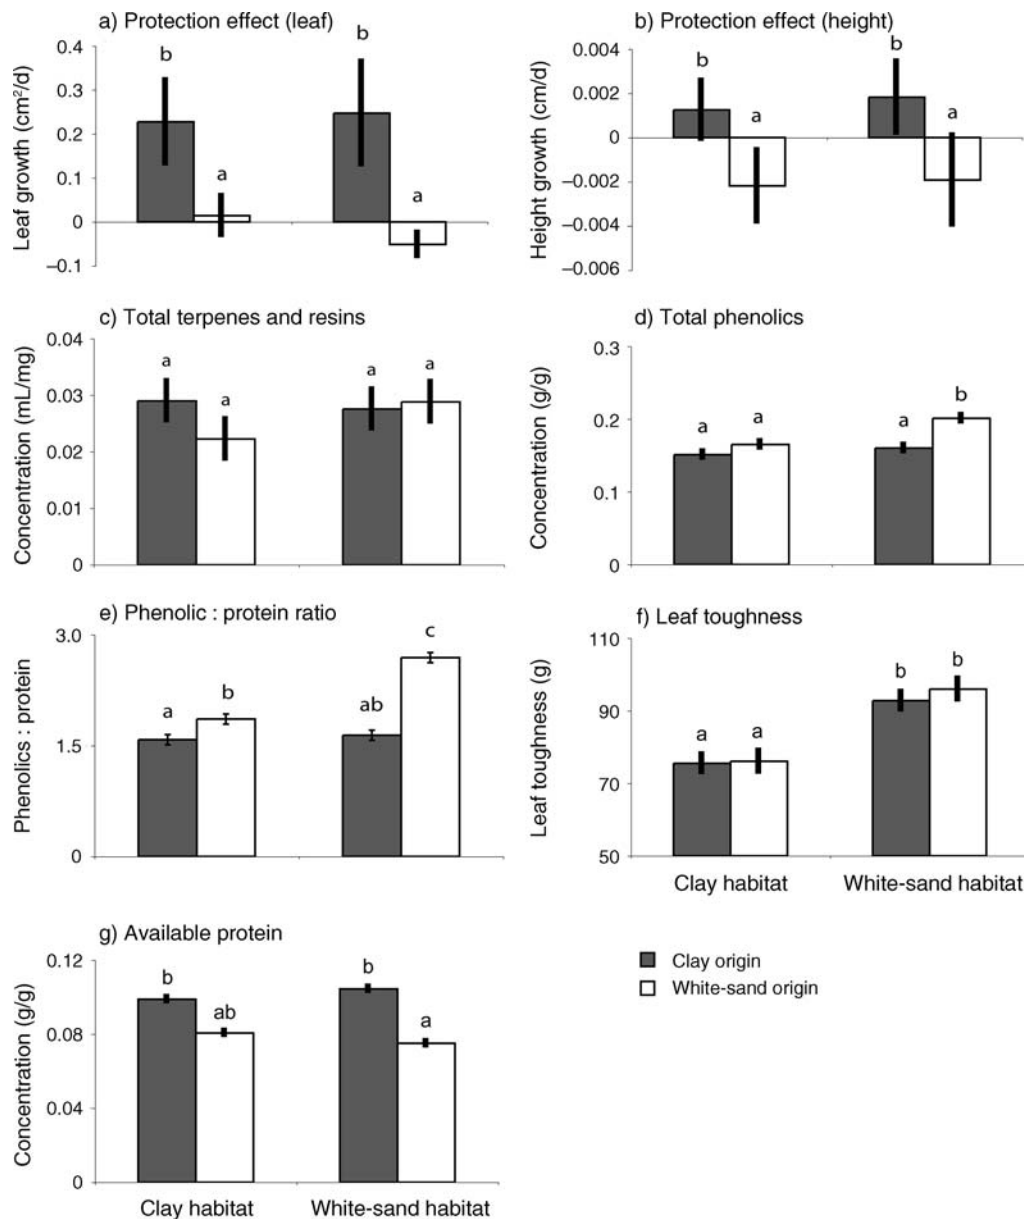 a) Protection effect (leaf)
Leaf growth (cm²/d)
0.4
0.3
0.2
0.1
0
–0.1
b
a
b
a
b) Protection effect (height)
Height growth (cm/d)
0.004
0.002
0
–0.002
–0.004
–0.006
b
a
b
a
c) Total terpenes and resins
Concentration (mL/mg)
0.04
0.03
0.02
0.01
0
a
a
a
a
d) Total phenolics
Concentration (g/g)
0.3
0.2
0.1
0
a
a
a
b
e) Phenolic : protein ratio
Phenolics : protein
3.0
1.5
0
a
b
ab
c
f) Leaf toughness
Leaf toughness (g)
110
90
70
50
a
a
b
b
Clay habitat
White-sand habitat
g) Available protein
Concentration (g/g)
0.12
0.08
0.04
0
b
ab
b
a
Clay habitat
White-sand habitat
Clay origin
White-sand origin